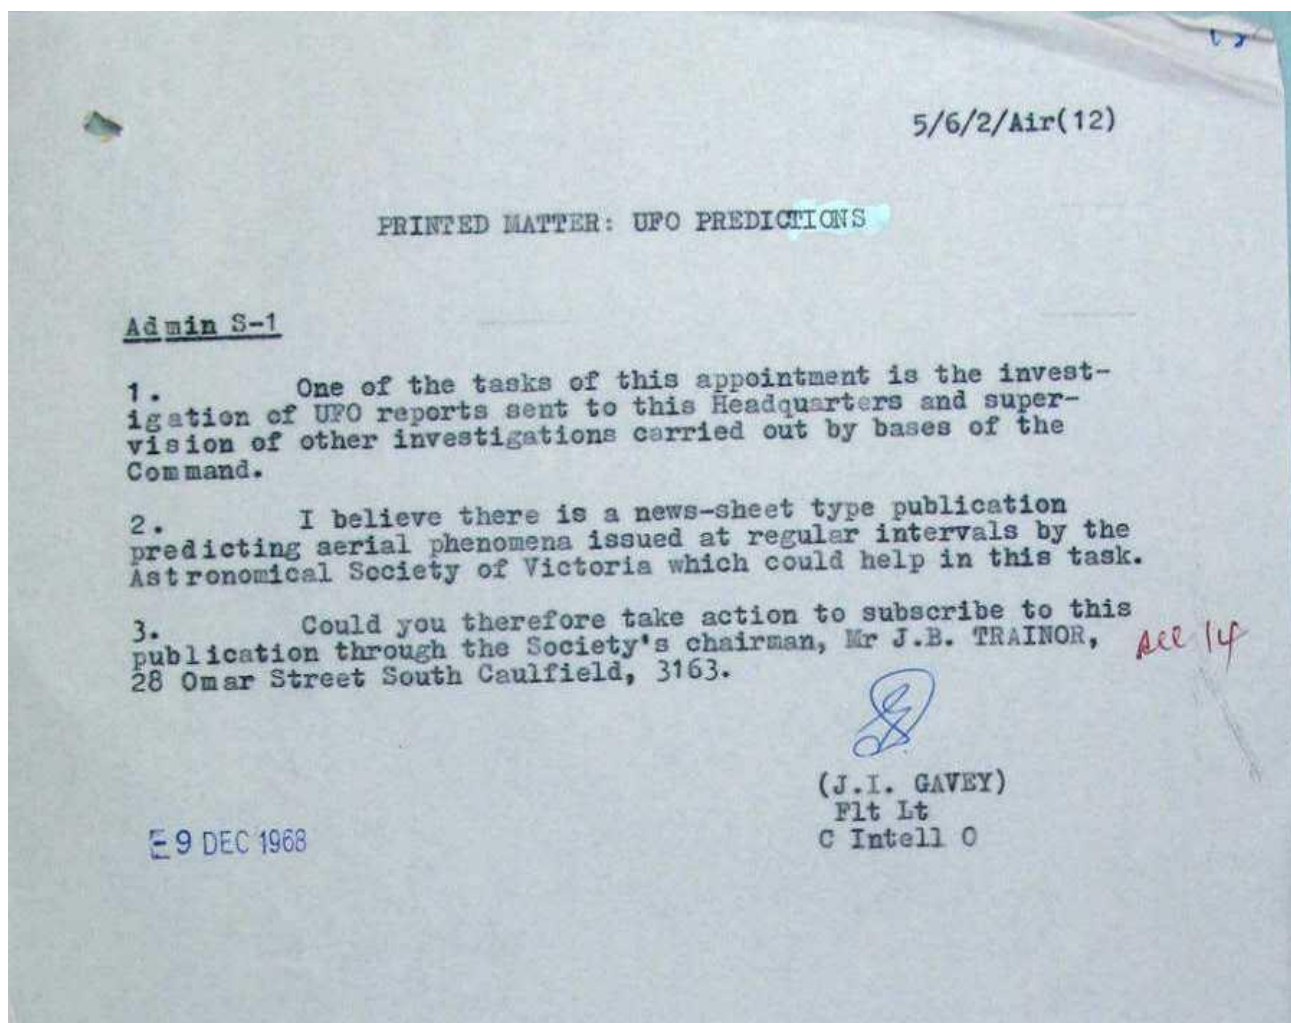 5/6/2/Air(12)
PRINTED MATTER: UFO PREDICTIONS
Admin S-1
1. One of the tasks of this appointment is the invest-
igation of UFO reports sent to this Headquarters and super-
vision of other investigations carried out by bases of the
Command.
2. I believe there is a news-sheet type publication
predicting aerial phenomena issued at regular intervals by the
Astronomical Society of Victoria which could help in this task.
3. Could you therefore take action to subscribe to this
publication through the Society's chairman, Mr J.B. TRAINOR,
28 Omar Street South Caulfield, 3163.
(J.I. GAVEY)
Flt Lt
C Intell O
9 DEC 1968